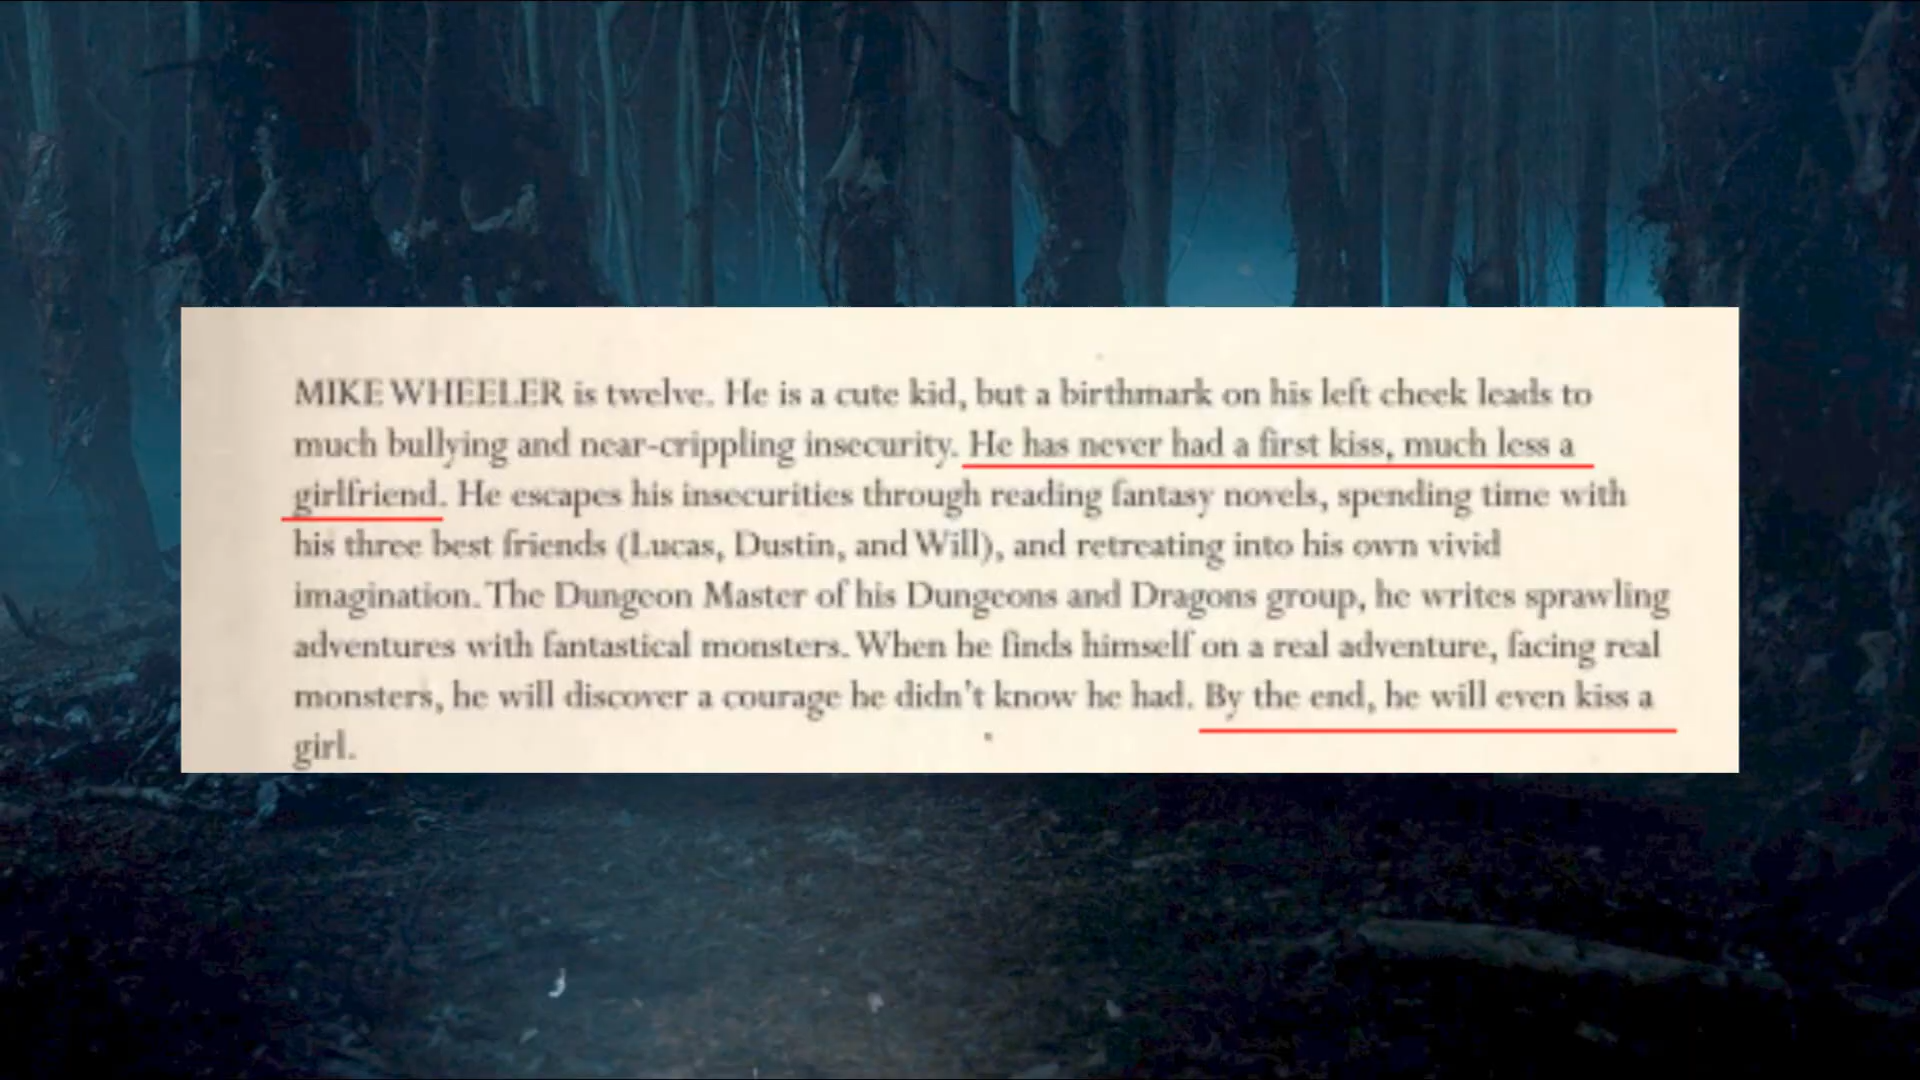 MIKE WHEELER is twelve. He is a cute kid, but a birthmark on his left cheek leads to
much bullying and near-crippling insecurity. He has never had a first kiss, much less a
girlfriend. He escapes his insecurities through reading fantasy novels, spending time with
his three best friends (Lucas, Dustin, and Will), and retreating into his own vivid
imagination. The Dungeon Master of his Dungeons and Dragons group, he writes sprawling
adventures with fantastical monsters. When he finds himself on a real adventure, facing real
monsters, he will discover a courage he didn't know he had. By the end, he will even kiss a
girl.